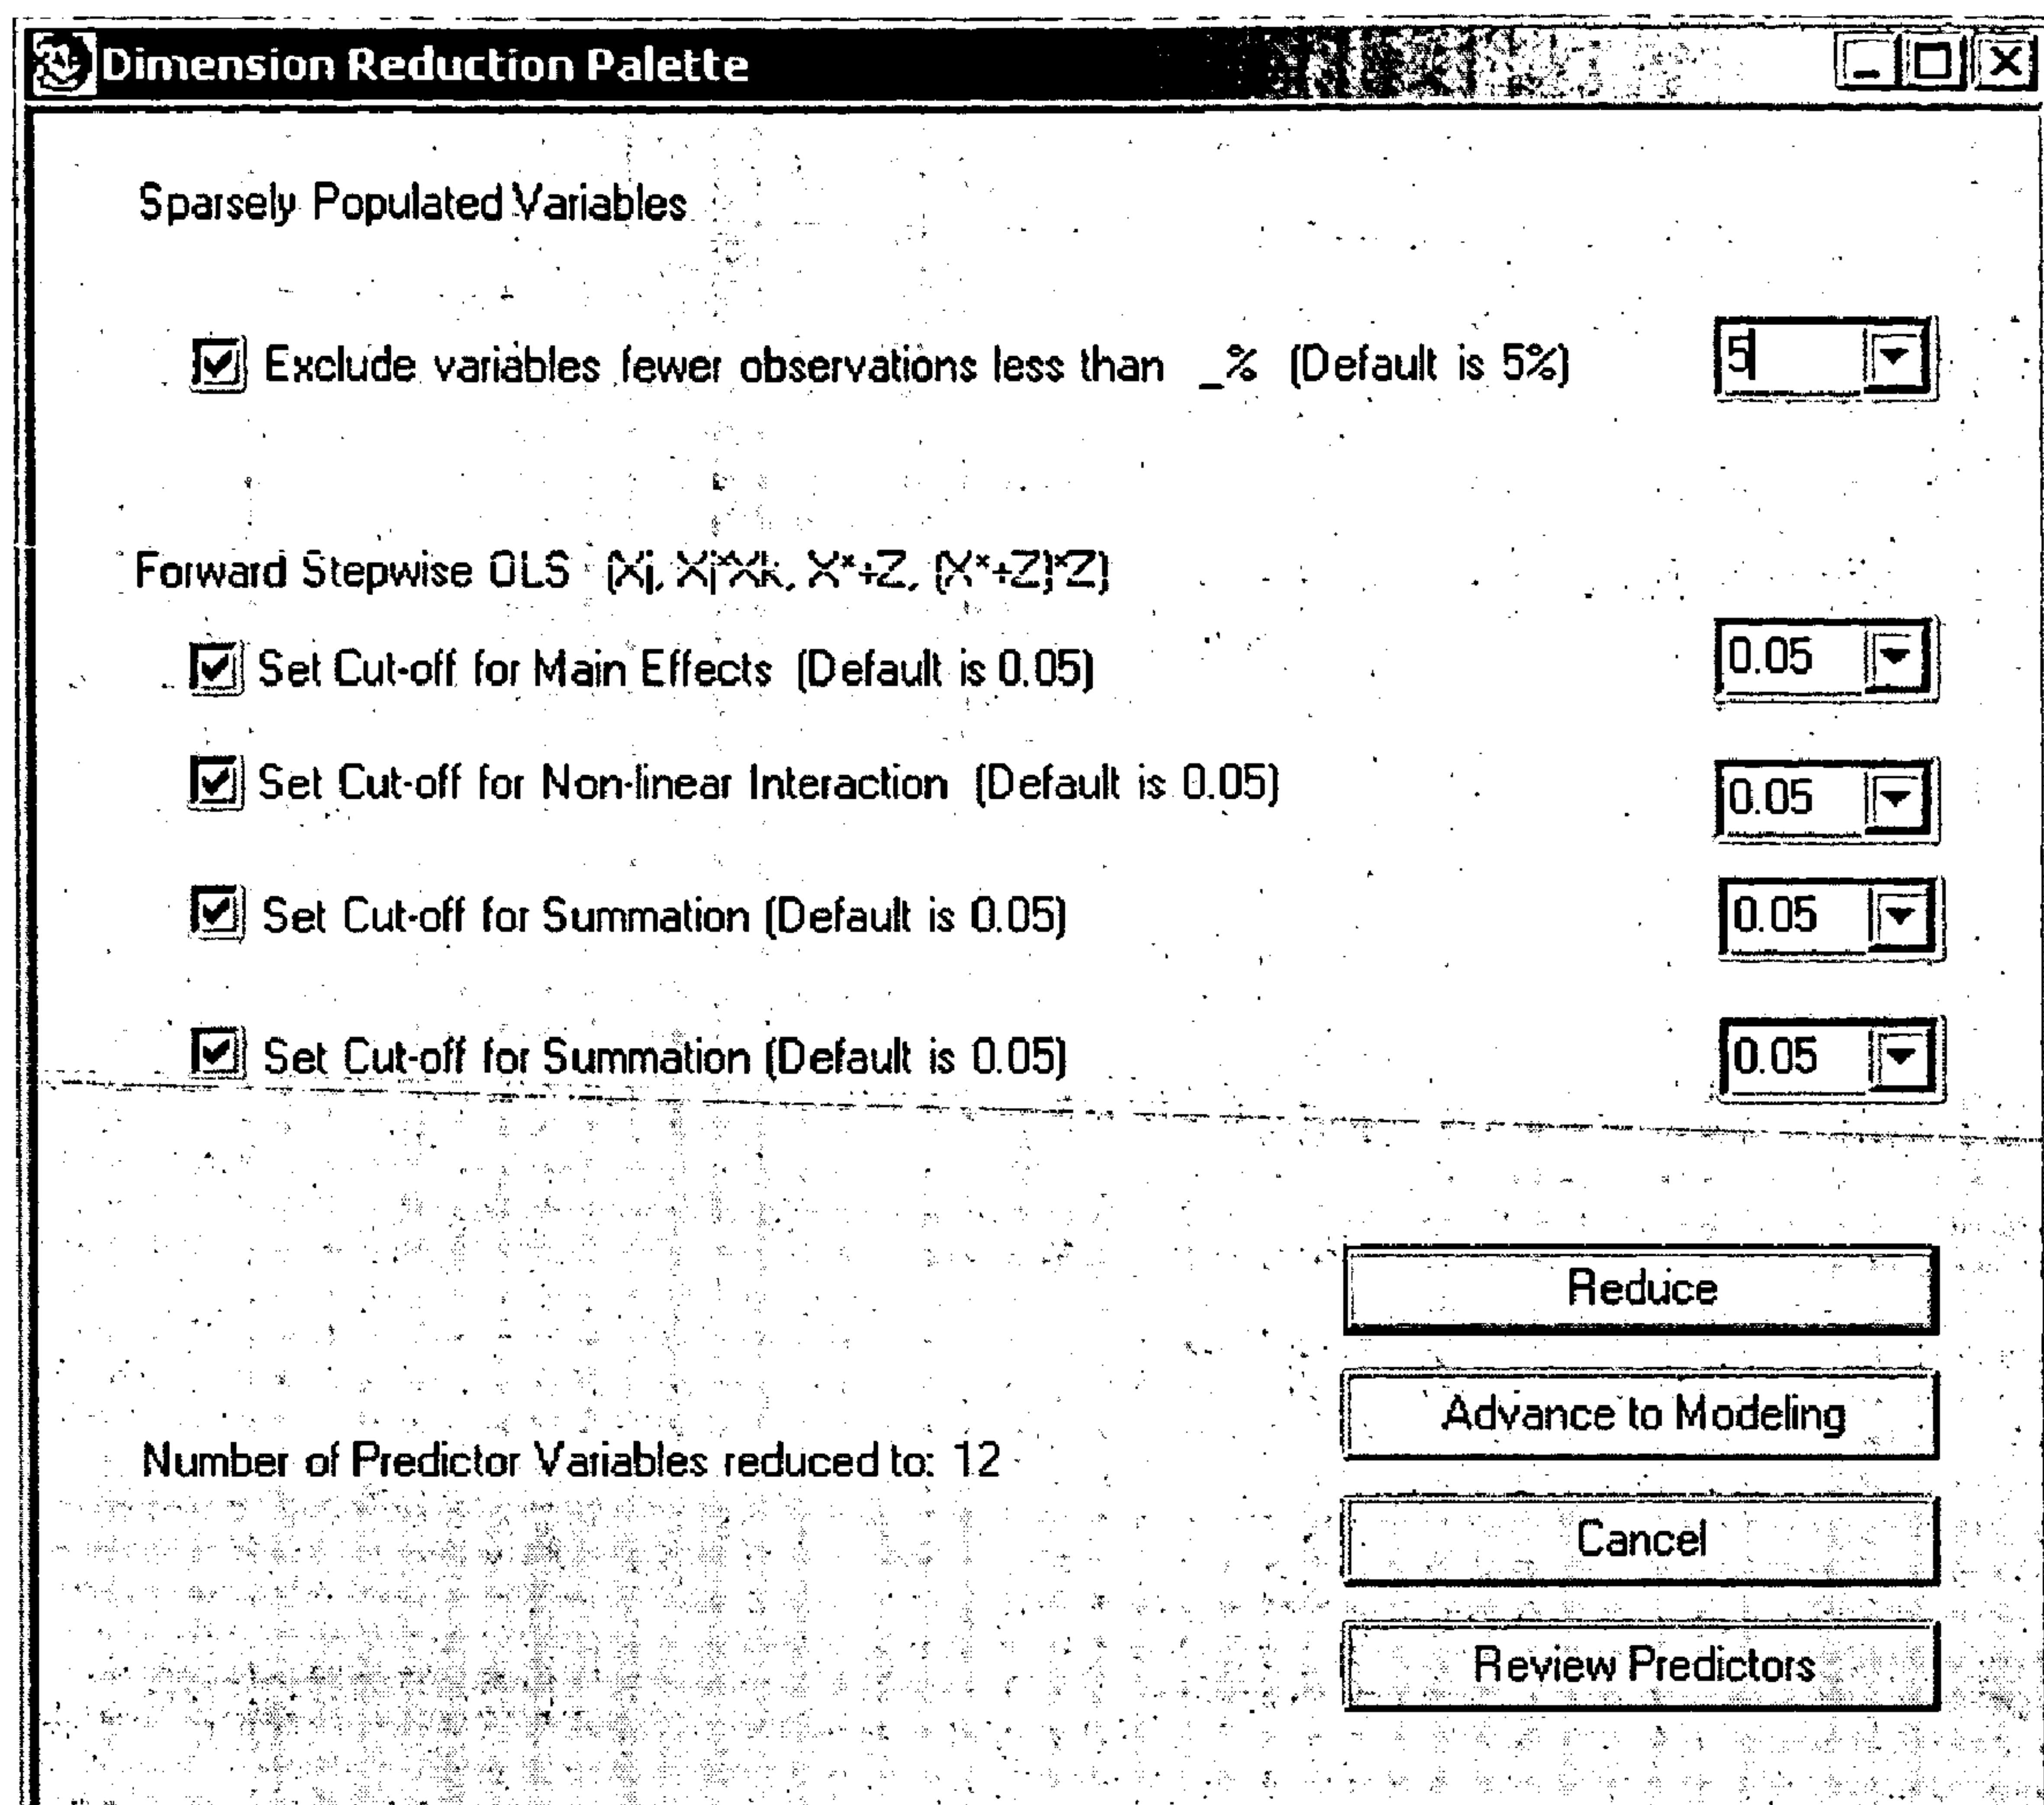 Dimension Reduction Palette
Sparsely Populated Variables
Exclude variables fewer observations less than _% (Default is 5%) 5
Forward Stepwise OLS (Xj, Xj*Xk, X*+Z, (X*+Z)*Z)
Set Cut-off for Main Effects (Default is 0.05) 0.05
Set Cut-off for Non-linear Interaction (Default is 0.05) 0.05
Set Cut-off for Summation (Default is 0.05) 0.05
Set Cut-off for Summation (Default is 0.05) 0.05
Reduce
Advance to Modeling
Number of Predictor Variables reduced to: 12
Cancel
Review Predictors